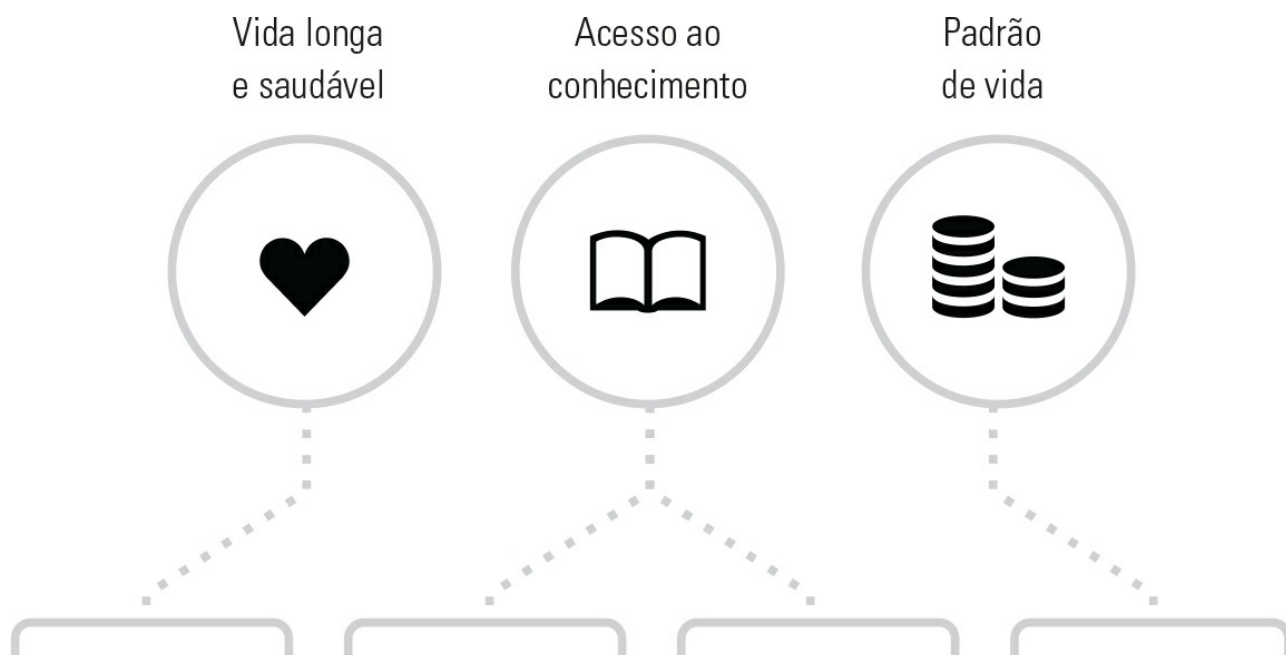 Vida longa
e saudável
Acesso ao
conhecimento
Padrão
de vida